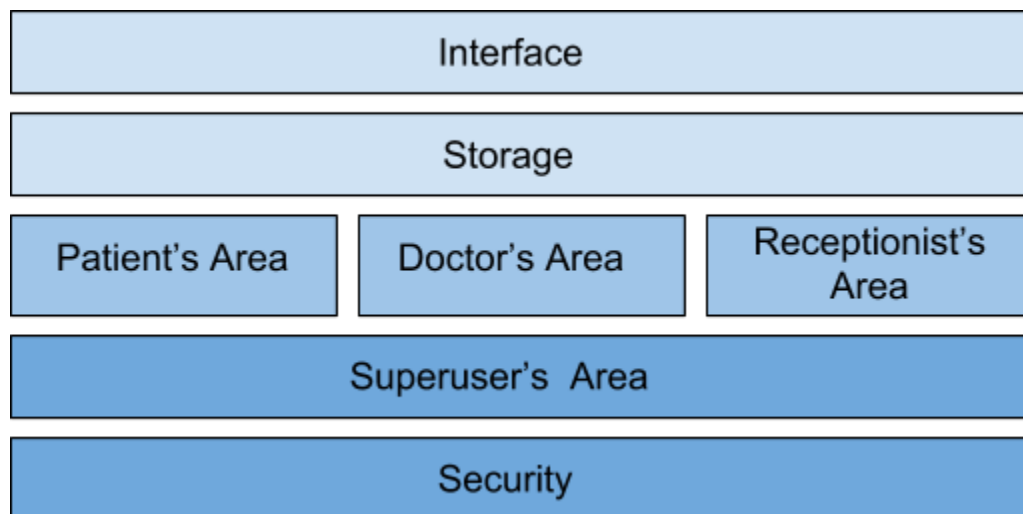 Interface
Storage
Patient’s Area
Doctor’s Area
Receptionist’s
Area
Superuser’s  Area
Security